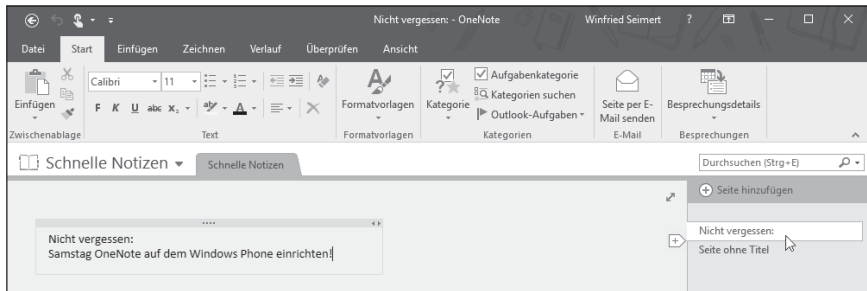 Nicht vergessen: - OneNote
Winfried Seimert
?
Datei Start Einfügen Zeichnen Verlauf Überprüfen Ansicht
Einfügen
Calibri 11
F K U abc x₂ A
Formatvorlagen
Kategorie
Aufgabenkategorie
Kategorien suchen
Outlook-Aufgaben
Seite per E-
Mail senden
Besprechungsdetails
Zwischenablage Text Formatvorlagen Kategorien E-Mail Besprechungen
Schnelle Notizen Schnelle Notizen
Durchsuchen (Strg+E)
Seite hinzufügen
Nicht vergessen:
Samstag OneNote auf dem Windows Phone einrichten!
Nicht vergessen:
Seite ohne Titel